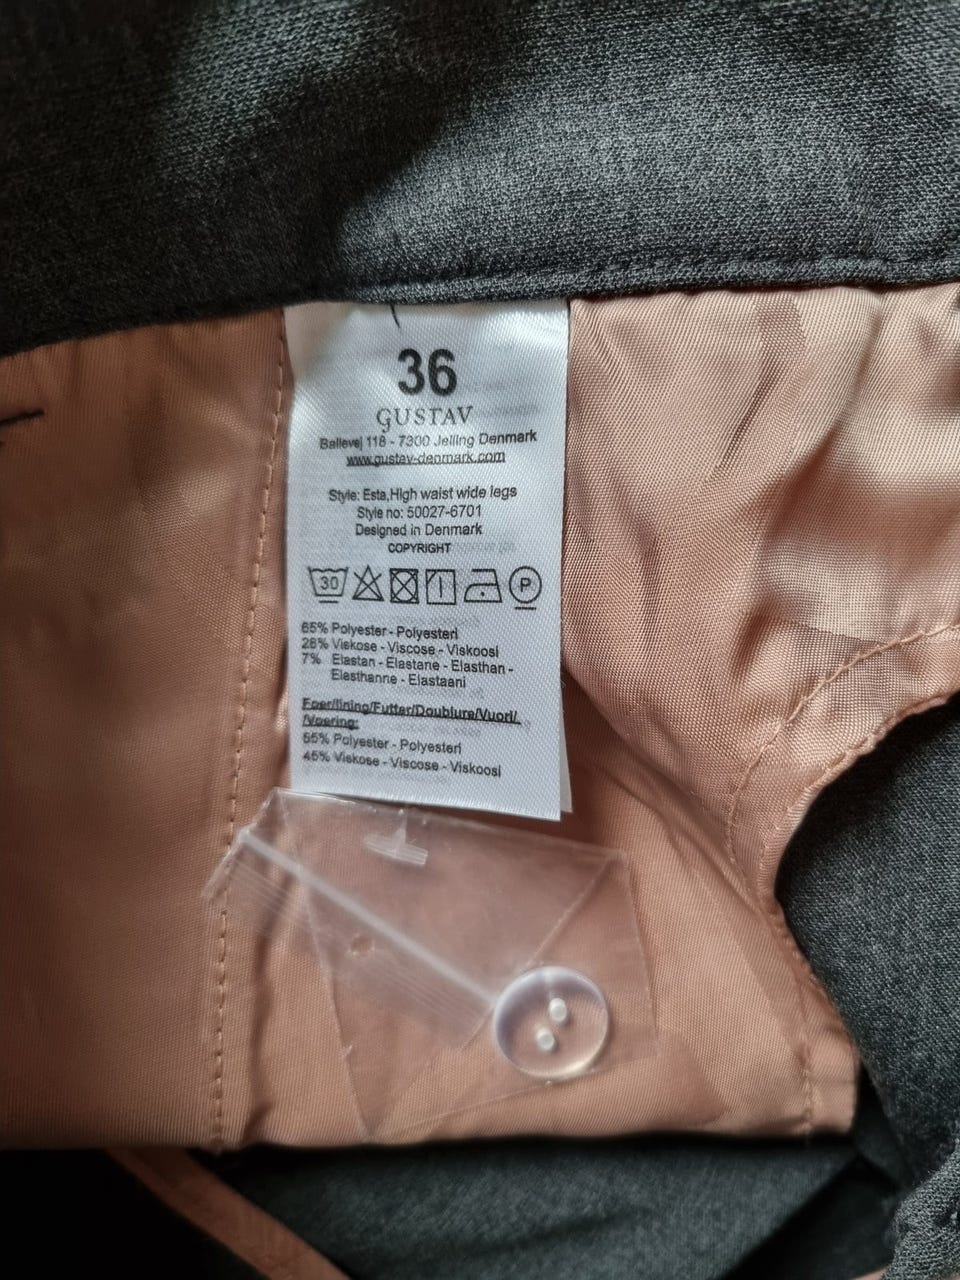 36
GUSTAV
Ballevej 118 - 7300 Jelling Denmark
www.gustav-denmark.com
Style: Esta,High waist wide legs
Style no: 50027-6701
Designed in Denmark
COPYRIGHT
30 P
65% Polyester - Polyesteri
28% Viskose - Viscose - Viskoosi
7% Elastan - Elastane - Elasthan -
Elasthanne - Elastaani
Foer/lining/Futter/Doublure/Vuori/
/Voering:
55% Polyester - Polyesteri
45% Viskose - Viscose - Viskoosi